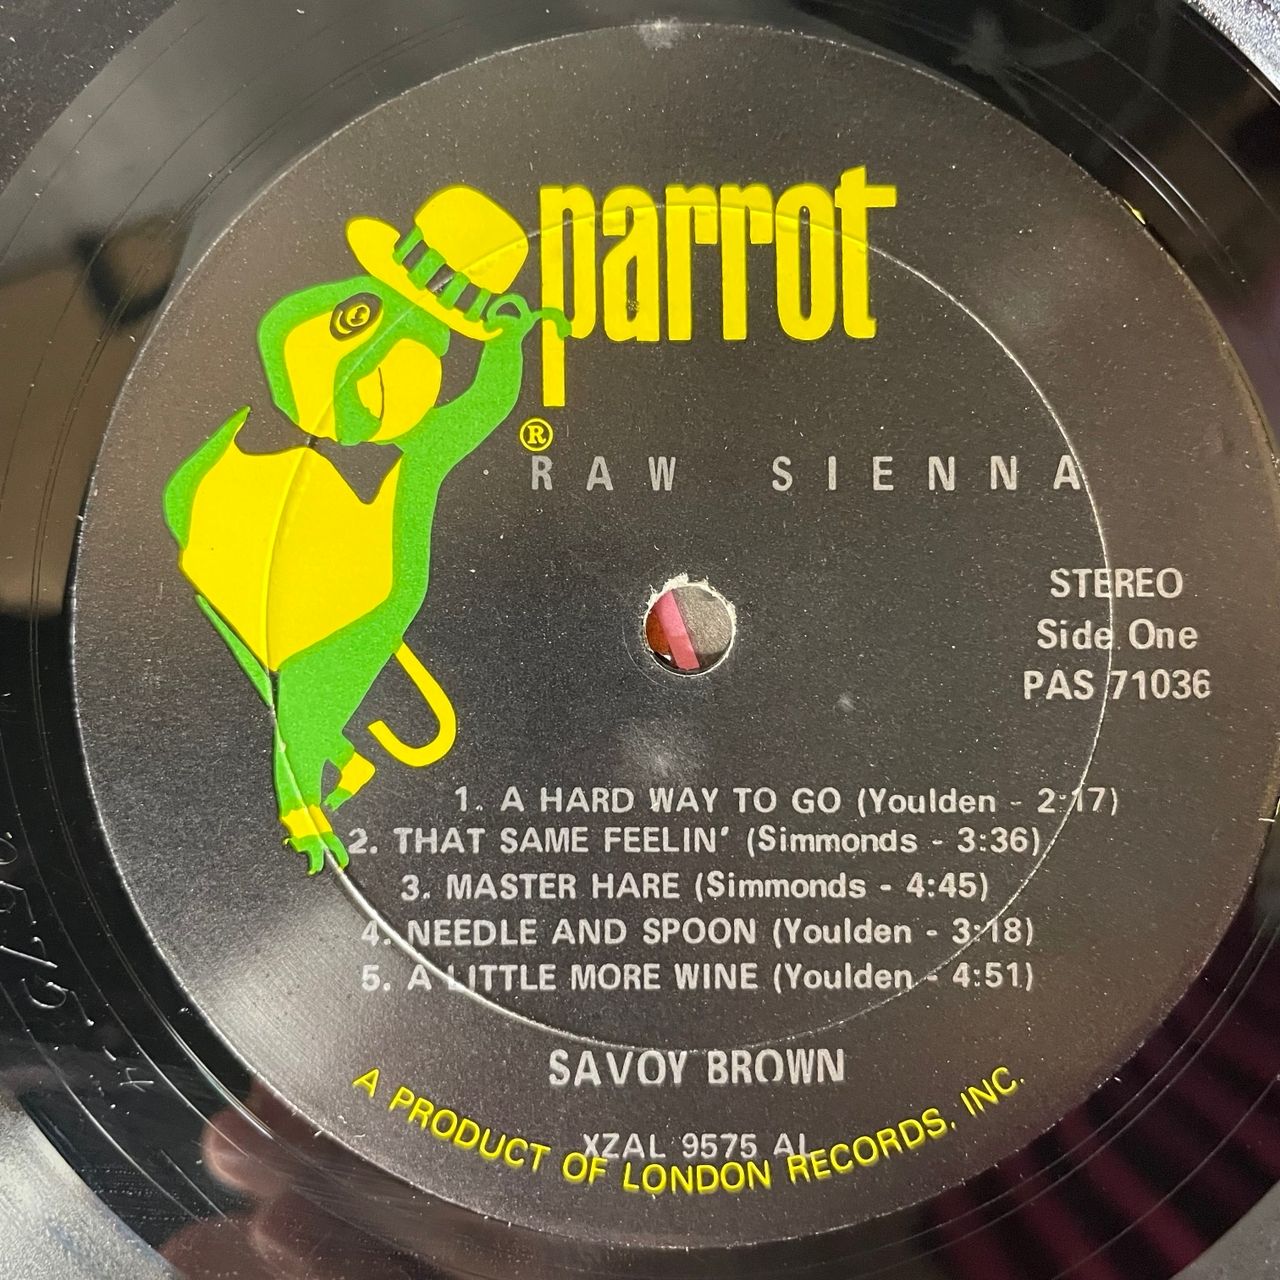 parrot
®
RAW SIENNA
STEREO
Side One
PAS 71036
1. A HARD WAY TO GO (Youlden - 2:17)
2. THAT SAME FEELIN' (Simmonds - 3:36)
3. MASTER HARE (Simmonds - 4:45)
4. NEEDLE AND SPOON (Youlden - 3:18)
5. A LITTLE MORE WINE (Youlden - 4:51)
SAVOY BROWN
XZAL 9575 AL
A PRODUCT OF LONDON RECORDS, INC.